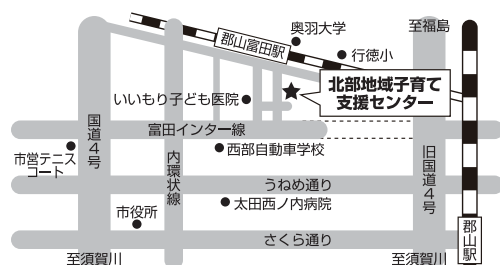 奥羽大学
至福島
郡山富田駅
行徳小
北部地域子育て
支援センター
いいもり子ども医院
国道4号
富田インター線
市営テニス
コート
内環状線
西部自動車学校
旧国道4号
うねめ通り
太田西ノ内病院
市役所
郡山駅
さくら通り
至須賀川
至須賀川